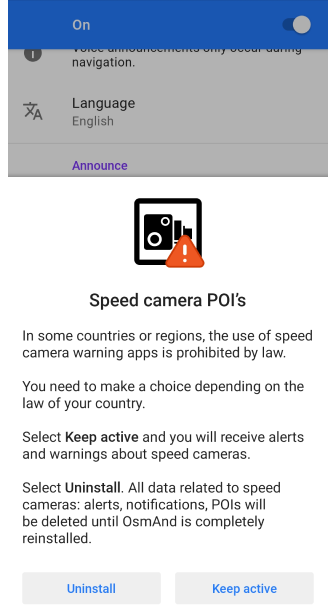 On
Voice announcements only occur during
navigation.
Language
English
Announce
Speed camera POI's
In some countries or regions, the use of speed
camera warning apps is prohibited by law.
You need to make a choice depending on the
law of your country.
Select Keep active and you will receive alerts
and warnings about speed cameras.
Select Uninstall. All data related to speed
cameras: alerts, notifications, POIs will
be deleted until OsmAnd is completely
reinstalled.
Uninstall
Keep active